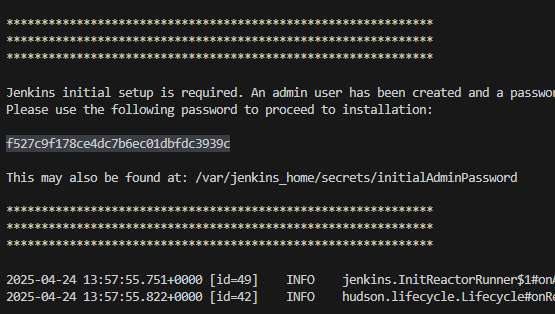 *************************************************************
*************************************************************
*************************************************************
Jenkins initial setup is required. An admin user has been created and a passwor
Please use the following password to proceed to installation:
f527c9f178ce4dc7b6ec01dbfdc3939c
This may also be found at: /var/jenkins_home/secrets/initialAdminPassword
*************************************************************
*************************************************************
*************************************************************
2025-04-24 13:57:55.751+0000 [id=49] INFO jenkins.InitReactorRunner$1#onA
2025-04-24 13:57:55.822+0000 [id=42] INFO hudson.lifecycle.Lifecycle#onRe